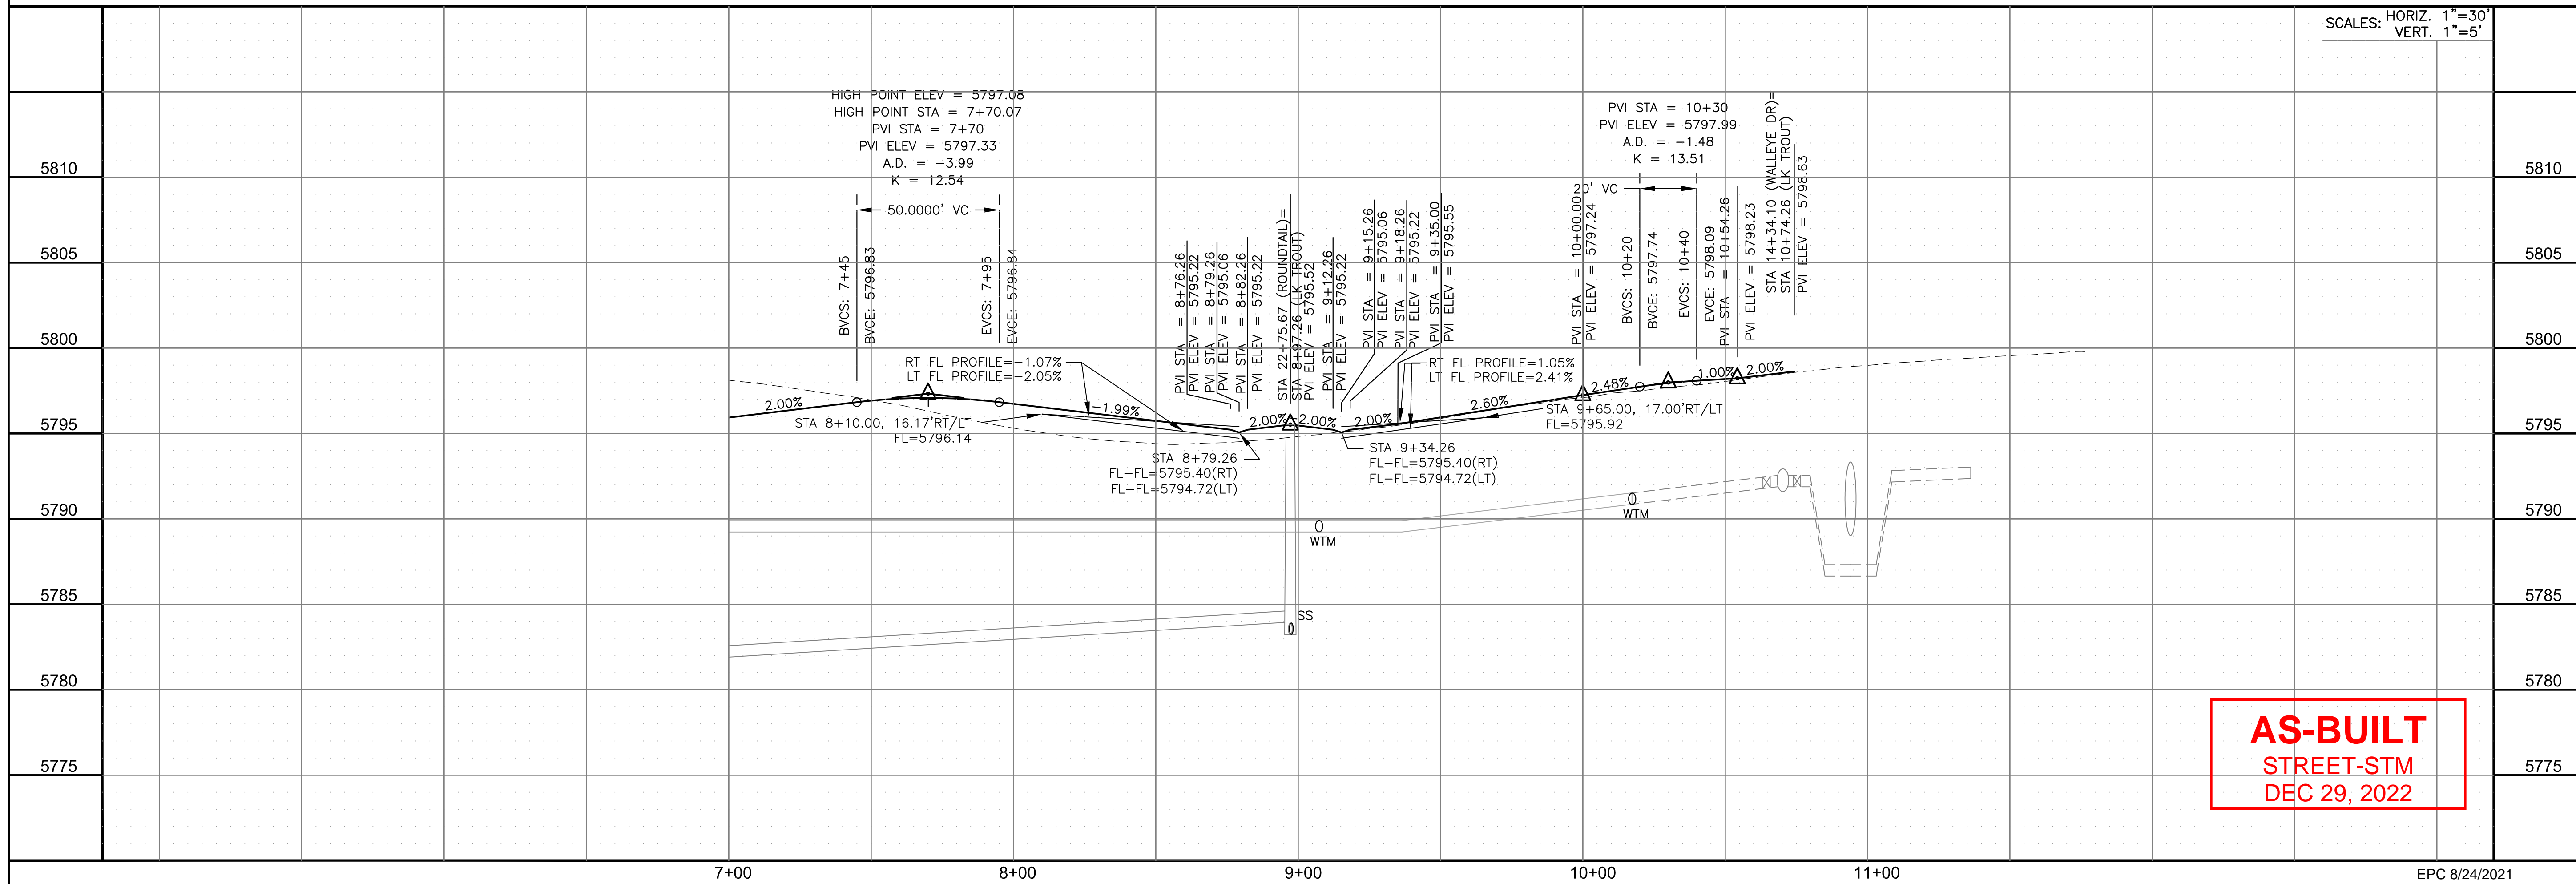 SCALES: HORIZ. 1"=30'
VERT. 1"=5'
HIGH POINT ELEV = 5797.08
HIGH POINT STA = 7+70.07
PVI STA = 7+70
PVI ELEV = 5797.33
A.D. = -3.99
K = 12.54
50.0000' VC
BVCS: 7+45
BVCE: 5796.83
EVCS: 7+95
EVCE: 5796.84
PVI STA = 8+76.26
PVI ELEV = 5795.22
PVI STA = 8+79.26
PVI ELEV = 5795.06
PVI STA = 8+82.26
PVI ELEV = 5795.22
STA 22+75.67 (ROUNDTAIL)=
STA 8+97.26 (LK TROUT)
PVI ELEV = 5795.52
PVI STA = 9+12.26
PVI ELEV = 5795.22
PVI STA = 9+15.26
PVI ELEV = 5795.06
PVI STA = 9+18.26
PVI ELEV = 5795.22
PVI STA = 9+35.00
PVI ELEV = 5795.55
PVI STA = 10+00.00
PVI ELEV = 5797.24
PVI STA = 10+30
PVI ELEV = 5797.99
A.D. = -1.48
K = 13.51
20' VC
BVCS: 10+20
BVCE: 5797.74
EVCS: 10+40
EVCE: 5798.09
PVI STA = 10+54.26
PVI ELEV = 5798.23
STA 14+34.10 (WALLEYE DR)=
STA 10+74.26 (LK TROUT)
PVI ELEV = 5798.63
RT FL PROFILE=-1.07%
LT FL PROFILE=-2.05%
RT FL PROFILE=1.05%
LT FL PROFILE=2.41%
2.00%
-1.99%
2.00%
-2.00%
2.00%
2.60%
2.48%
1.00%
2.00%
STA 8+10.00, 16.17'RT/LT
FL=5796.14
STA 8+79.26
FL-FL=5795.40(RT)
FL-FL=5794.72(LT)
STA 9+34.26
FL-FL=5795.40(RT)
FL-FL=5794.72(LT)
STA 9+65.00, 17.00'RT/LT
FL=5795.92
WTM
WTM
SS
5810
5805
5800
5795
5790
5785
5780
5775
5810
5805
5800
5795
5790
5785
5780
5775
AS-BUILT
STREET-STM
DEC 29, 2022
7+00
8+00
9+00
10+00
11+00
EPC 8/24/2021